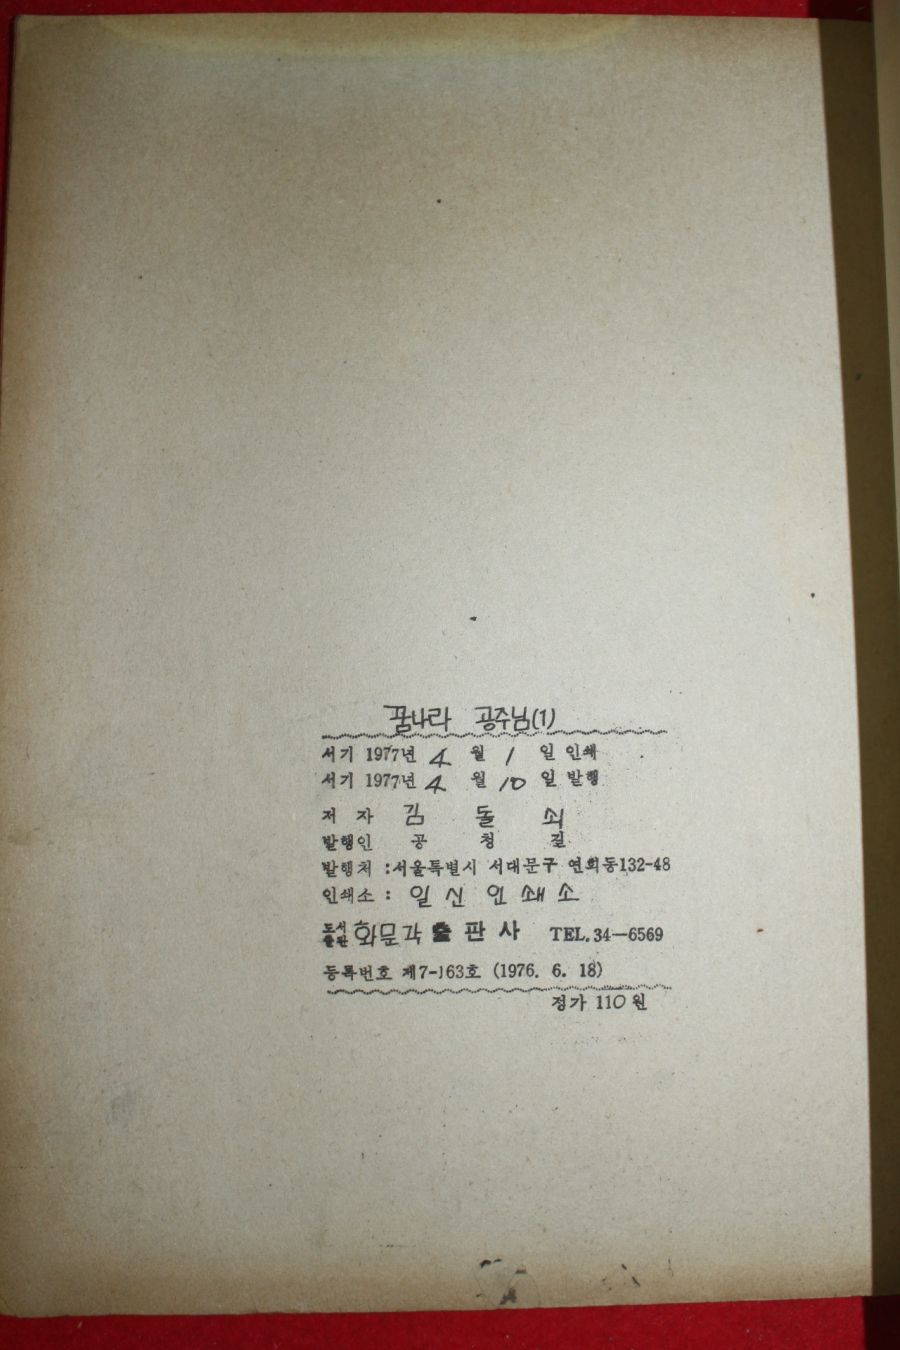 꿀나라 공주님(1)
서기 1977년 4 월 1 일 인쇄
서기 1977년 4 월 10 일 발행
저 자 김 돌 쇠
발행인 공 청 길
발행처 :서울특별시 서대문구 연희동132-48
인쇄소 : 일 신 인 쇄 소
도서출판 화문각 출판사 TEL. 34-6569
등록번호 제7-163호 (1976. 6. 18)
정가 110원